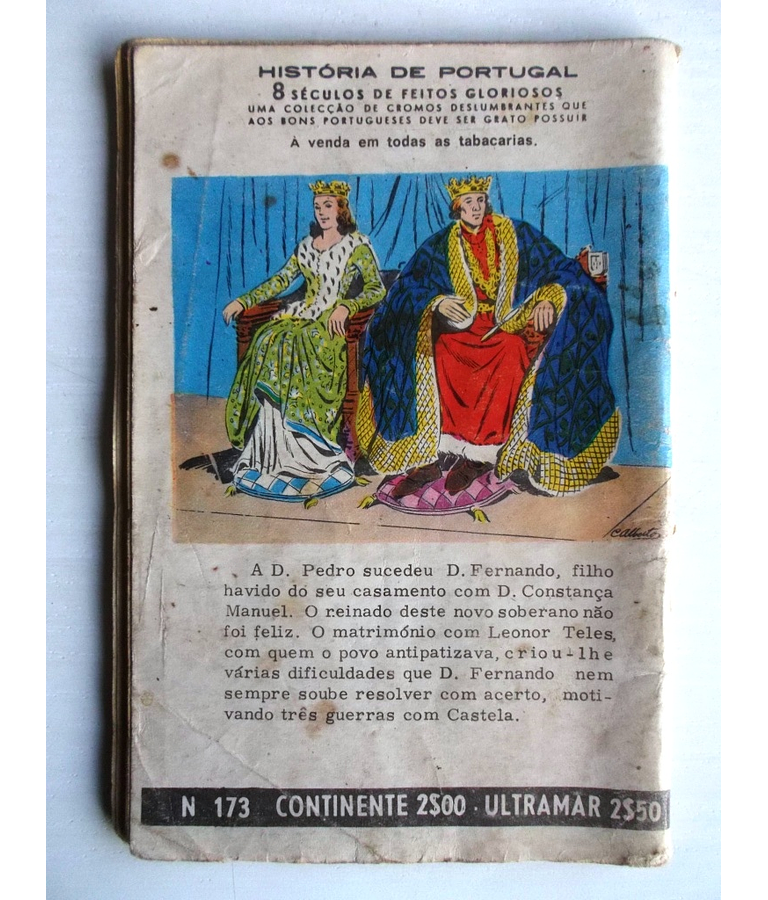 HISTÓRIA DE PORTUGAL
8 SÉCULOS DE FEITOS GLORIOSOS
UMA COLECÇÃO DE CROMOS DESLUMBRANTES QUE
AOS BONS PORTUGUESES DEVE SER GRATO POSSUIR
À venda em todas as tabacarias.
C Alberto
A D. Pedro sucedeu D. Fernando, filho
havido do seu casamento com D. Constança
Manuel. O reinado deste novo soberano não
foi feliz. O matrimónio com Leonor Teles,
com quem o povo antipatizava, criou-lhe
várias dificuldades que D. Fernando nem
sempre soube resolver com acerto, moti-
vando três guerras com Castela.
N 173 CONTINENTE 2$00 · ULTRAMAR 2$50